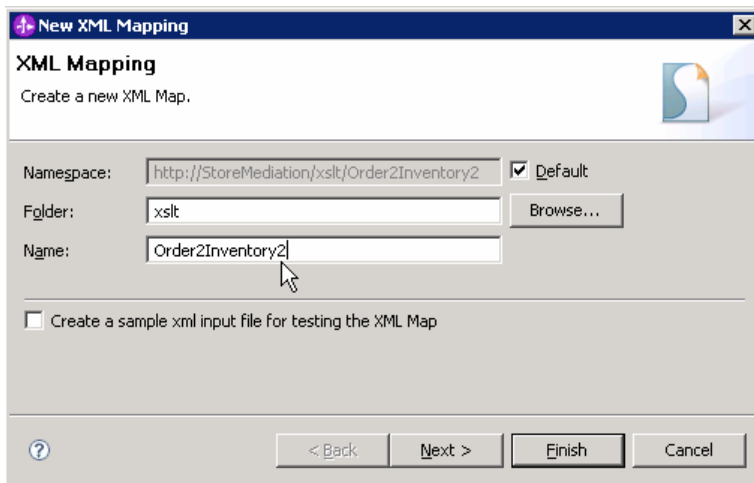 New XML Mapping
XML Mapping
Create a new XML Map.
Namespace: http://StoreMediation/xslt/Order2Inventory2 Default
Folder: xslt Browse...
Name: Order2Inventory2
Create a sample xml input file for testing the XML Map
? < Back Next > Finish Cancel